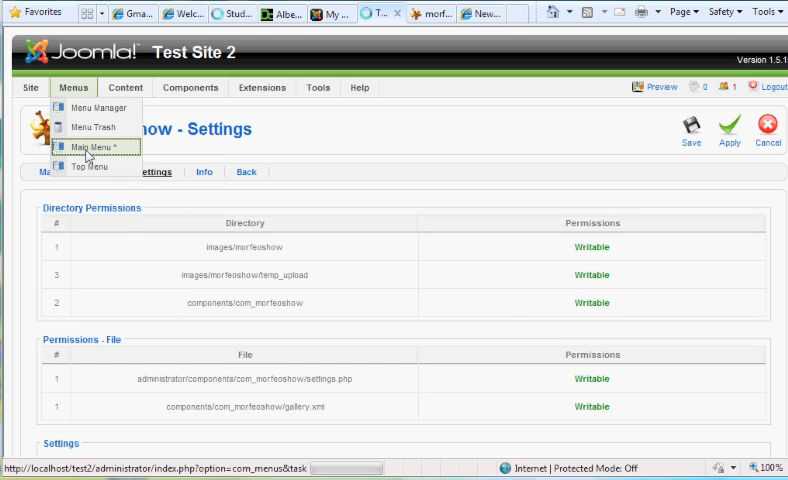 Favorites Gma... Welc... Stud... Albe... My ... T... morf... New... Page Safety Tools
Joomla! Test Site 2
Version 1.5.1
Site Menus Content Components Extensions Tools Help Preview 0 1 Logout
Menu Manager
Menu Trash
Main Menu *
Top Menu
ow - Settings
Save Apply Cancel
Ma ettings Info Back
Directory Permissions
# Directory Permissions
1 images/morfeoshow Writable
3 images/morfeoshow/temp_upload Writable
2 components/com_morfeoshow Writable
Permissions - File
# File Permissions
1 administrator/components/com_morfeoshow/settings.php Writable
1 components/com_morfeoshow/gallery.xml Writable
Settings
http://localhost/test2/administrator/index.php?option=com_menus&task Internet | Protected Mode: Off 100%